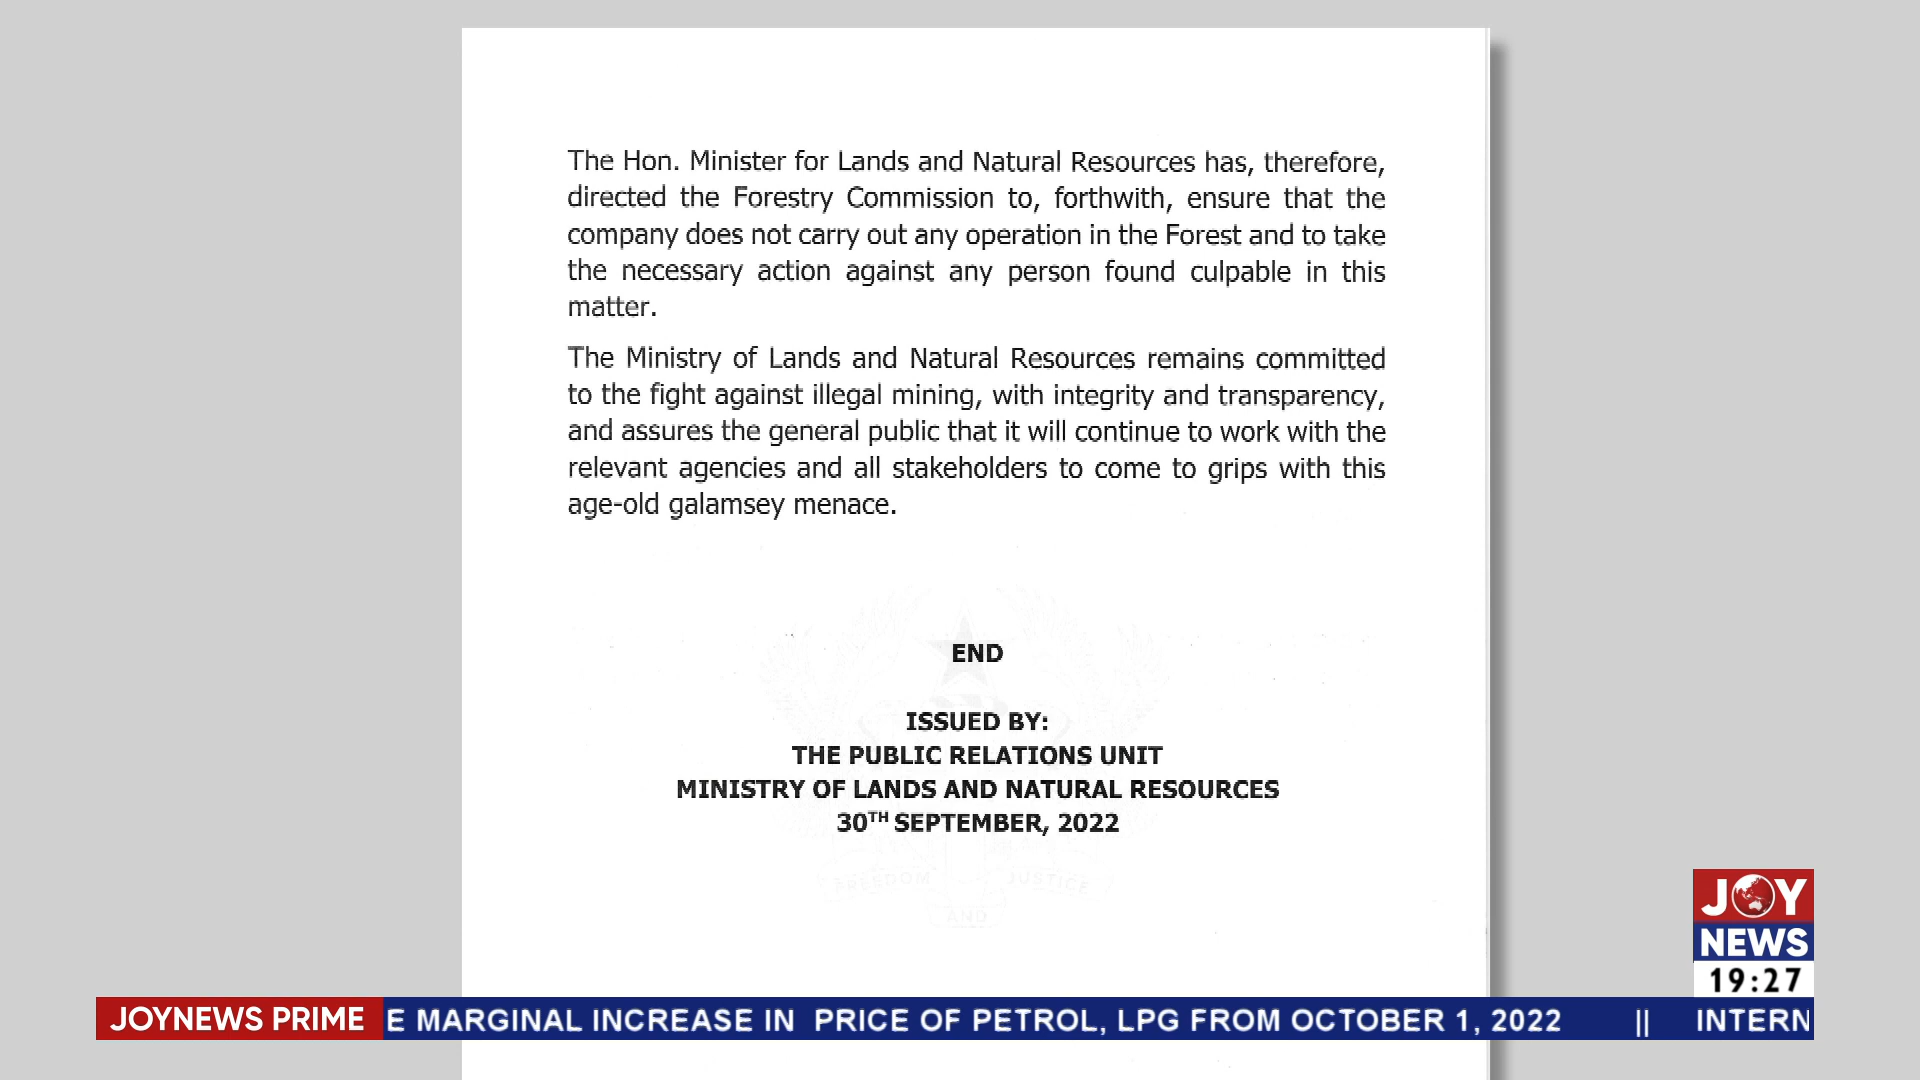 The Hon. Minister for Lands and Natural Resources has, therefore,
directed the Forestry Commission to, forthwith, ensure that the
company does not carry out any operation in the Forest and to take
the necessary action against any person found culpable in this
matter.
The Ministry of Lands and Natural Resources remains committed
to the fight against illegal mining, with integrity and transparency,
and assures the general public that it will continue to work with the
relevant agencies and all stakeholders to come to grips with this
age-old galamsey menace.
END
ISSUED BY:
THE PUBLIC RELATIONS UNIT
MINISTRY OF LANDS AND NATURAL RESOURCES
30TH SEPTEMBER, 2022
FREEDOM JUSTICE
AND
JOY
NEWS
19:27
JOYNEWS PRIME E MARGINAL INCREASE IN PRICE OF PETROL, LPG FROM OCTOBER 1, 2022 || INTERN